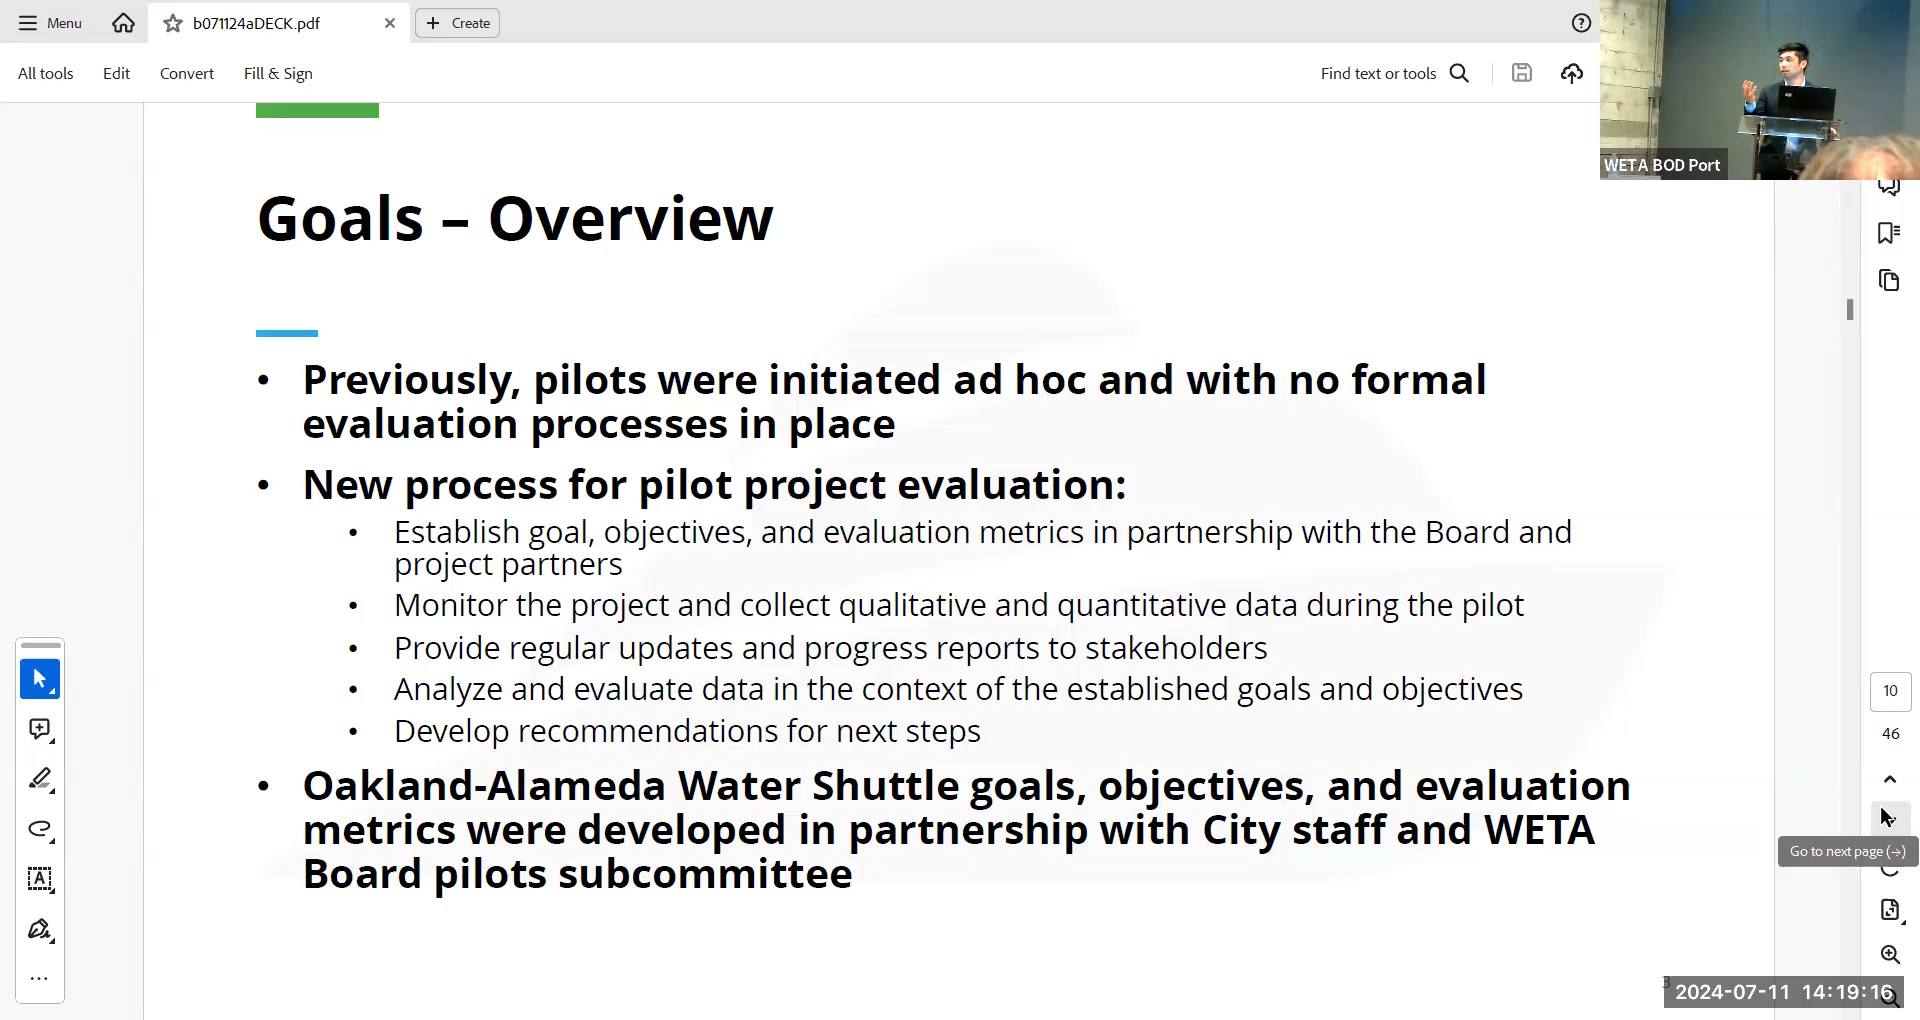 Menu
b071124aDECK.pdf
Create
All tools
Edit
Convert
Fill & Sign
Find text or tools
WETA BOD Port
Goals – Overview
• Previously, pilots were initiated ad hoc and with no formal
evaluation processes in place
• New process for pilot project evaluation:
• Establish goal, objectives, and evaluation metrics in partnership with the Board and
project partners
• Monitor the project and collect qualitative and quantitative data during the pilot
• Provide regular updates and progress reports to stakeholders
• Analyze and evaluate data in the context of the established goals and objectives
• Develop recommendations for next steps
• Oakland-Alameda Water Shuttle goals, objectives, and evaluation
metrics were developed in partnership with City staff and WETA
Board pilots subcommittee
10
46
Go to next page (→)
3
2024-07-11 14:19:16